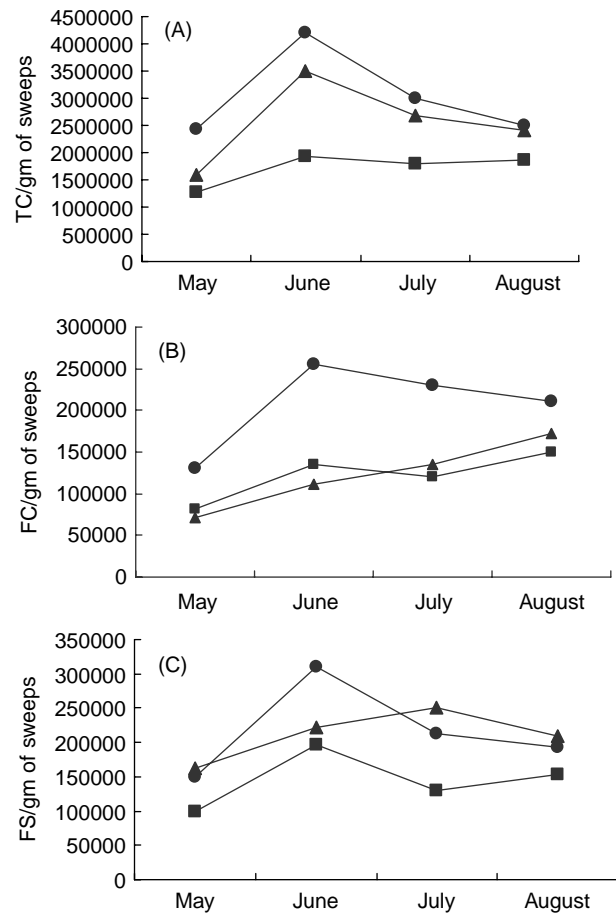 (A)
TC/gm of sweeps
4500000
4000000
3500000
3000000
2500000
2000000
1500000
1000000
500000
0
May June July August
(B)
FC/gm of sweeps
300000
250000
200000
150000
100000
50000
0
May June July August
(C)
FS/gm of sweeps
350000
300000
250000
200000
150000
100000
50000
0
May June July August